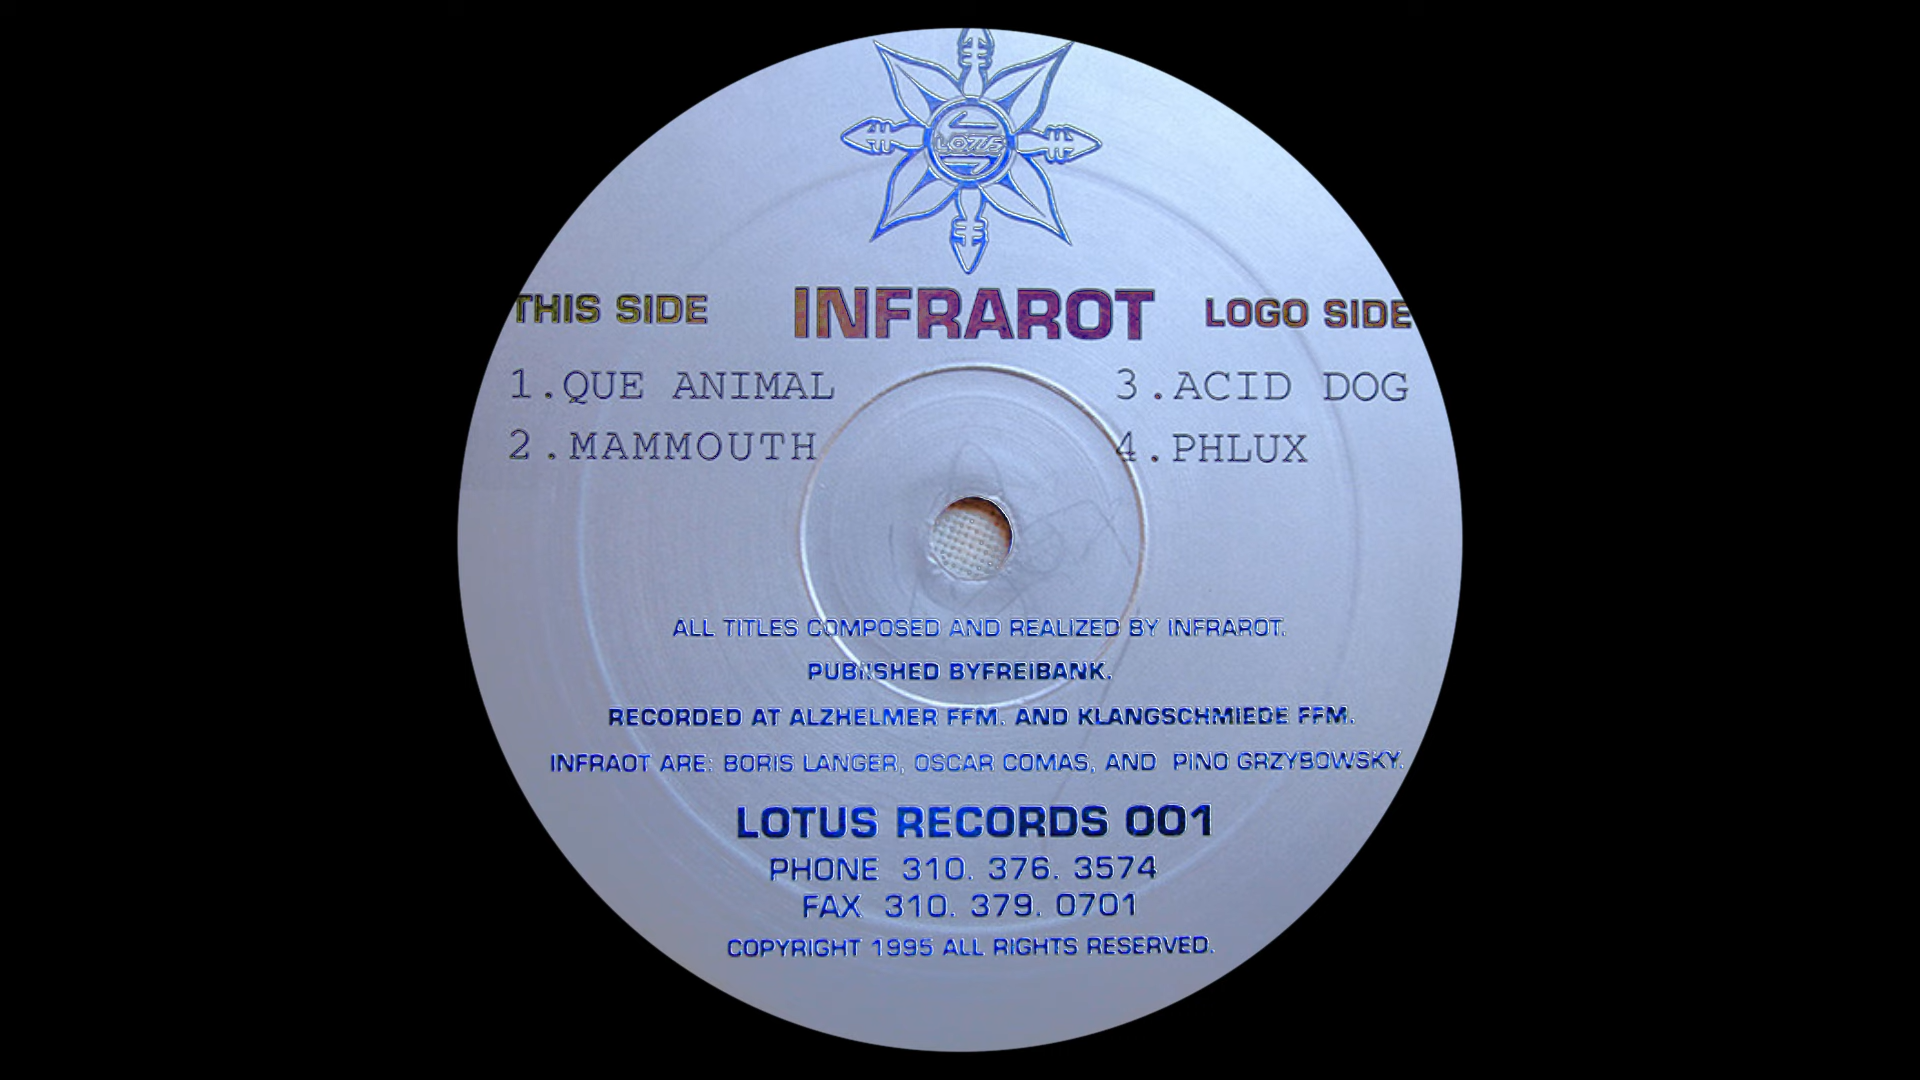 LOTUS
THIS SIDE INFRAROT LOGO SIDE
1.QUE ANIMAL 3.ACID DOG
2.MAMMOUTH 4.PHLUX
ALL TITLES COMPOSED AND REALIZED BY INFRAROT.
PUBLISHED BYFREIBANK.
RECORDED AT ALZHELMER FFM. AND KLANGSCHMIEDE FFM.
INFRAOT ARE: BORIS LANGER, OSCAR COMAS, AND PINO GRZYBOWSKY.
LOTUS RECORDS 001
PHONE 310. 376. 3574
FAX 310. 379. 0701
COPYRIGHT 1995 ALL RIGHTS RESERVED.